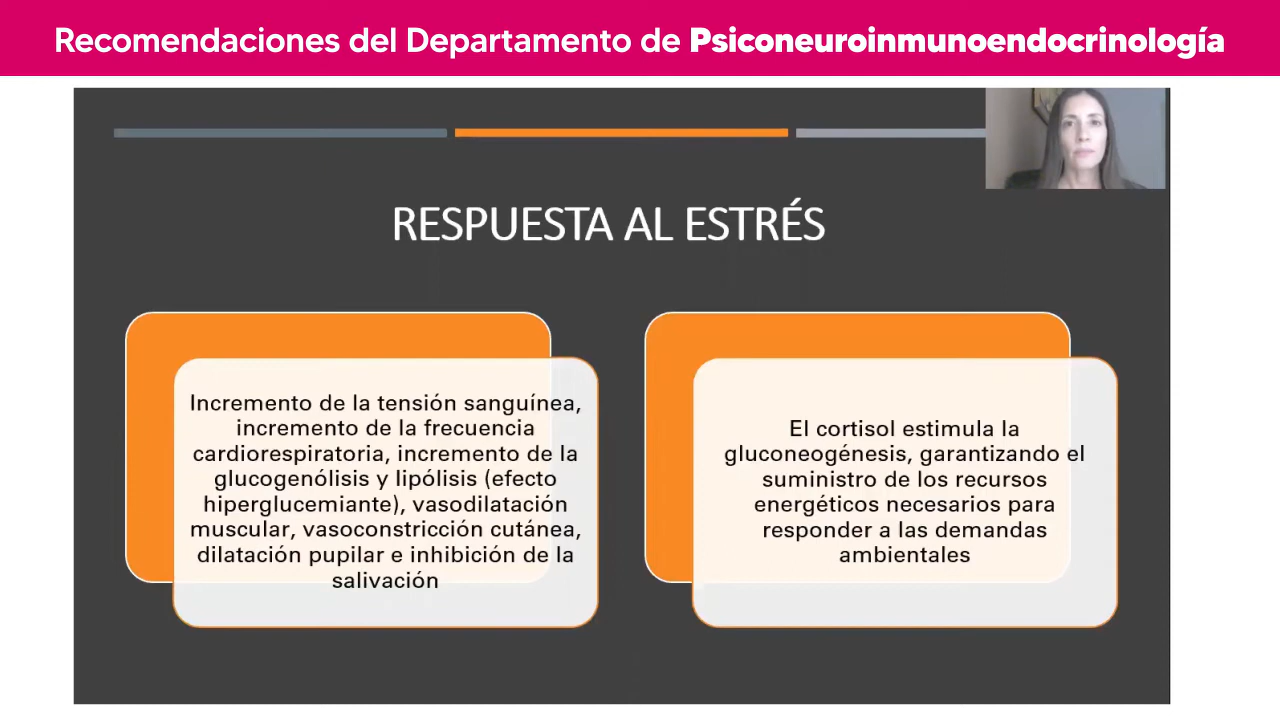 Recomendaciones del Departamento de Psiconeuroinmunoendocrinología
RESPUESTA AL ESTRÉS
Incremento de la tensión sanguínea,
incremento de la frecuencia
cardiorespiratoria, incremento de la
glucogenólisis y lipólisis (efecto
hiperglucemiante), vasodilatación
muscular, vasoconstricción cutánea,
dilatación pupilar e inhibición de la
salivación
El cortisol estimula la
gluconeogénesis, garantizando el
suministro de los recursos
energéticos necesarios para
responder a las demandas
ambientales